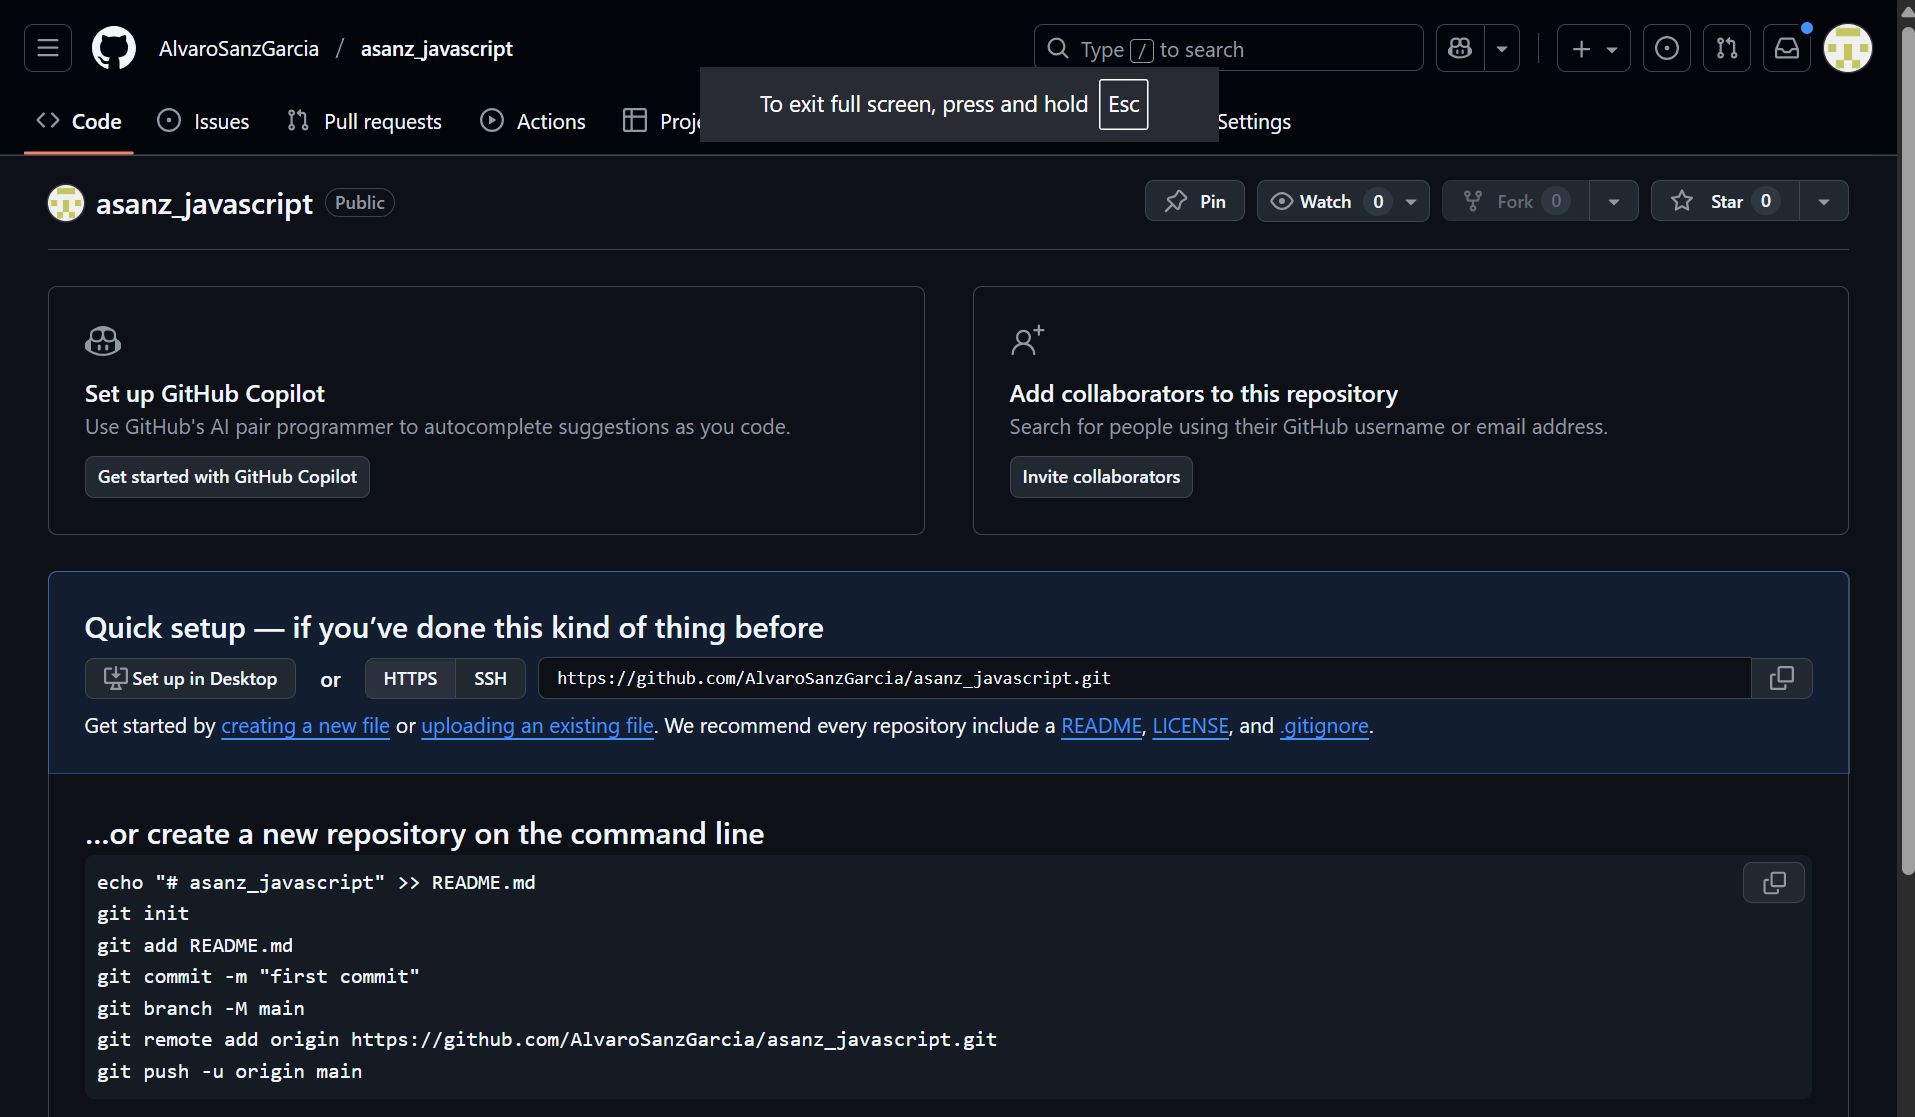 AlvaroSanzGarcia / asanz_javascript
Type / to search
Code Issues Pull requests Actions Settings
To exit full screen, press and hold Esc
asanz_javascript Public
Pin Watch 0 Fork 0 Star 0
Set up GitHub Copilot
Use GitHub's AI pair programmer to autocomplete suggestions as you code.
Get started with GitHub Copilot
Add collaborators to this repository
Search for people using their GitHub username or email address.
Invite collaborators
Quick setup — if you’ve done this kind of thing before
Set up in Desktop or HTTPS SSH https://github.com/AlvaroSanzGarcia/asanz_javascript.git
Get started by creating a new file or uploading an existing file. We recommend every repository include a README, LICENSE, and .gitignore.
…or create a new repository on the command line
echo "# asanz_javascript" >> README.md
git init
git add README.md
git commit -m "first commit"
git branch -M main
git remote add origin https://github.com/AlvaroSanzGarcia/asanz_javascript.git
git push -u origin main